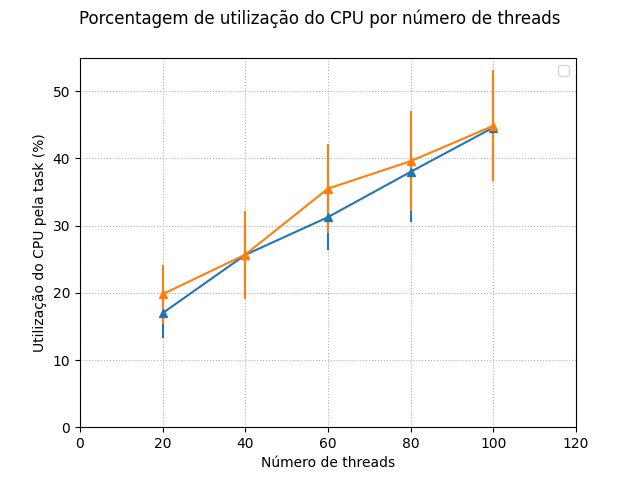 Porcentagem de utilização do CPU por número de threads
Utilização do CPU pela task (%)
50
40
30
20
10
0
0 20 40 60 80 100 120
Número de threads